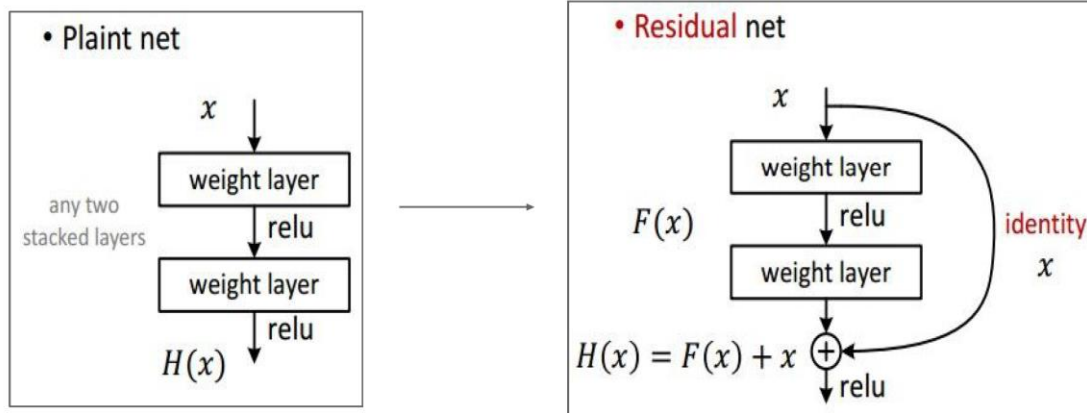 • Plaint net
x
weight layer
any two
stacked layers
relu
weight layer
relu
H(x)
• Residual net
x
weight layer
relu
F(x)
identity
x
weight layer
H(x) = F(x) + x
+
relu